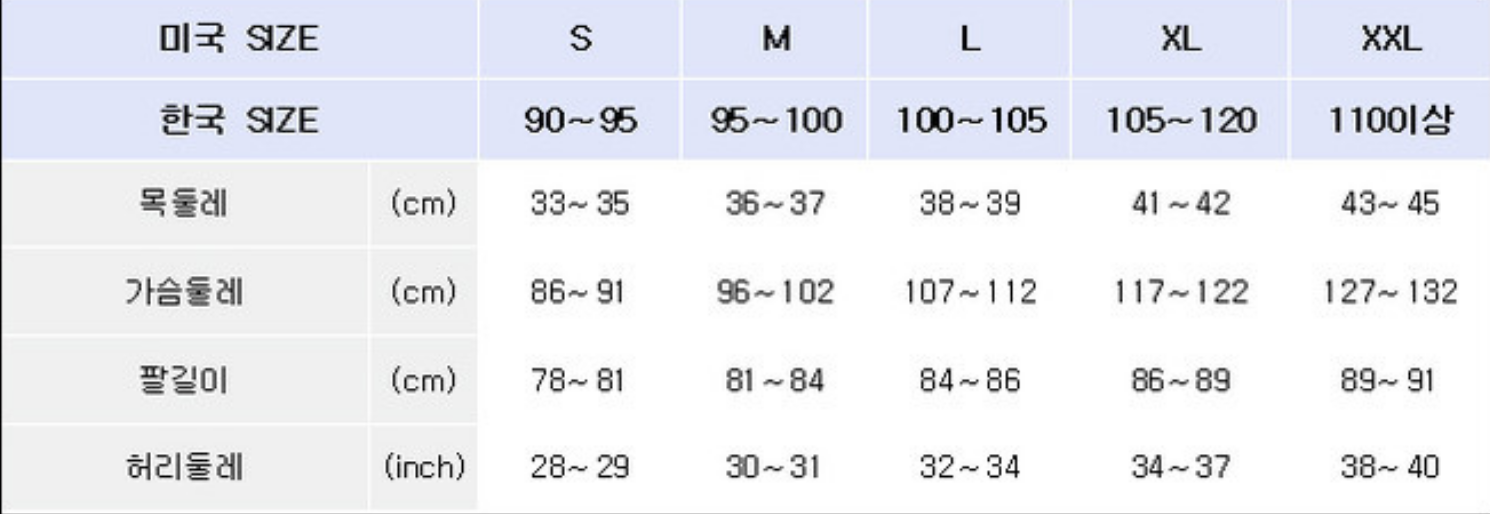 미국 SIZE S M L XL XXL
한국 SIZE 90~95 95~100 100~105 105~120 110이상
목둘레 (cm) 33~35 36~37 38~39 41~42 43~45
가슴둘레 (cm) 86~91 96~102 107~112 117~122 127~132
팔길이 (cm) 78~81 81~84 84~86 86~89 89~91
허리둘레 (inch) 28~29 30~31 32~34 34~37 38~40